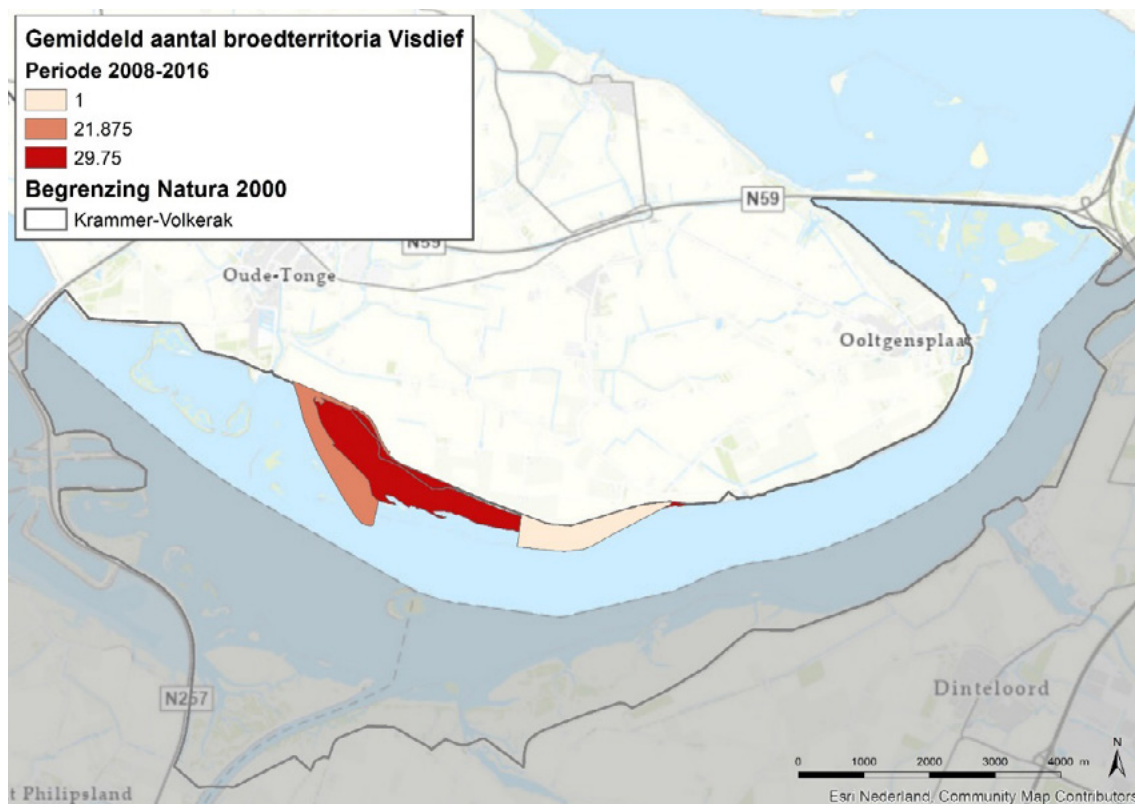 Gemiddeld aantal broedterritoria Visdief
Periode 2008-2016
1
21.875
29.75
Begrenzing Natura 2000
Krammer-Volkerak
N59
N59
Oude-Tonge
Ooltgensplaat
N257
Dinteloord
t Philipsland
N
0 1000 2000 3000 4000 m
Esri Nederland, Community Map Contributors